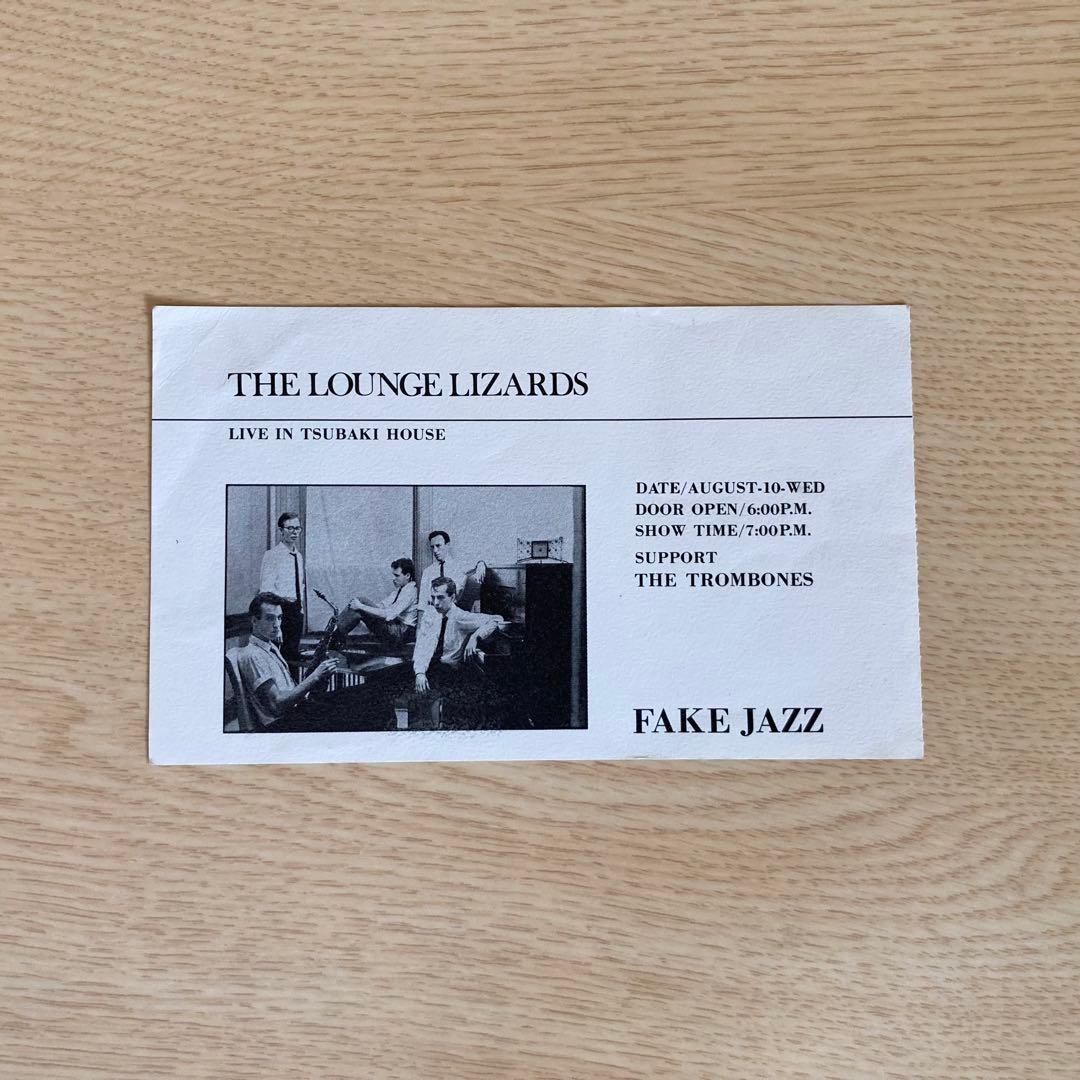 THE LOUNGE LIZARDS
LIVE IN TSUBAKI HOUSE
DATE/AUGUST-10-WED
DOOR OPEN/6:00P.M.
SHOW TIME/7:00P.M.
SUPPORT
THE TROMBONES
FAKE JAZZ